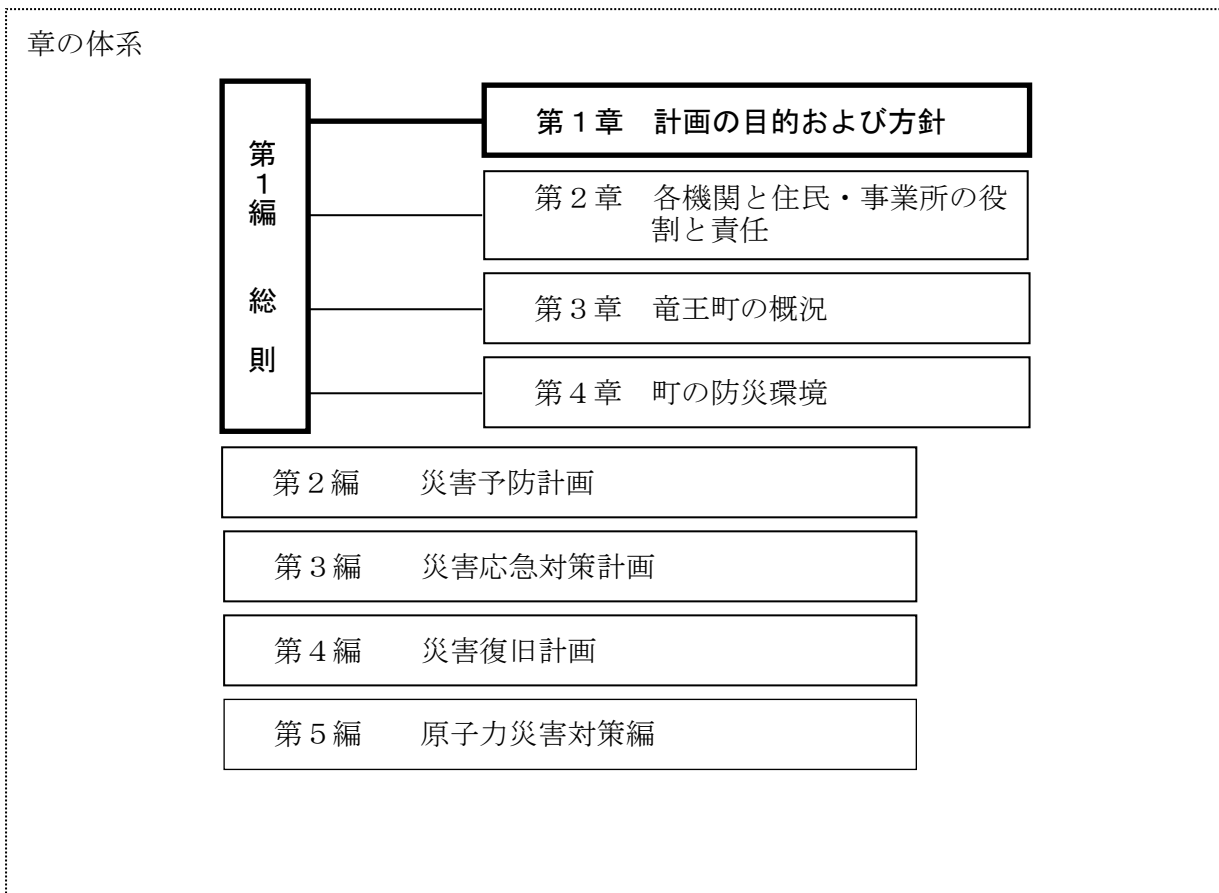 章の体系
第1編　総則
第１章　計画の目的および方針
第２章　各機関と住民・事業所の役
割と責任
第３章　竜王町の概況
第４章　町の防災環境
第２編　災害予防計画
第３編　災害応急対策計画
第４編　災害復旧計画
第５編　原子力災害対策編